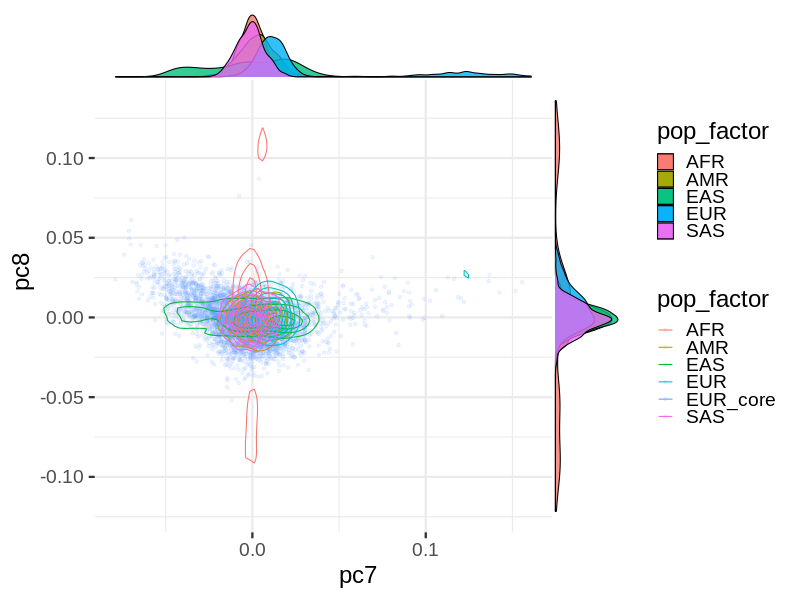 pop_factor
AFR
AMR
EAS
EUR
SAS
pop_factor
AFR
AMR
EAS
EUR
EUR_core
SAS
0.10
0.05
0.00
-0.05
-0.10
pc8
0.0
0.1
pc7